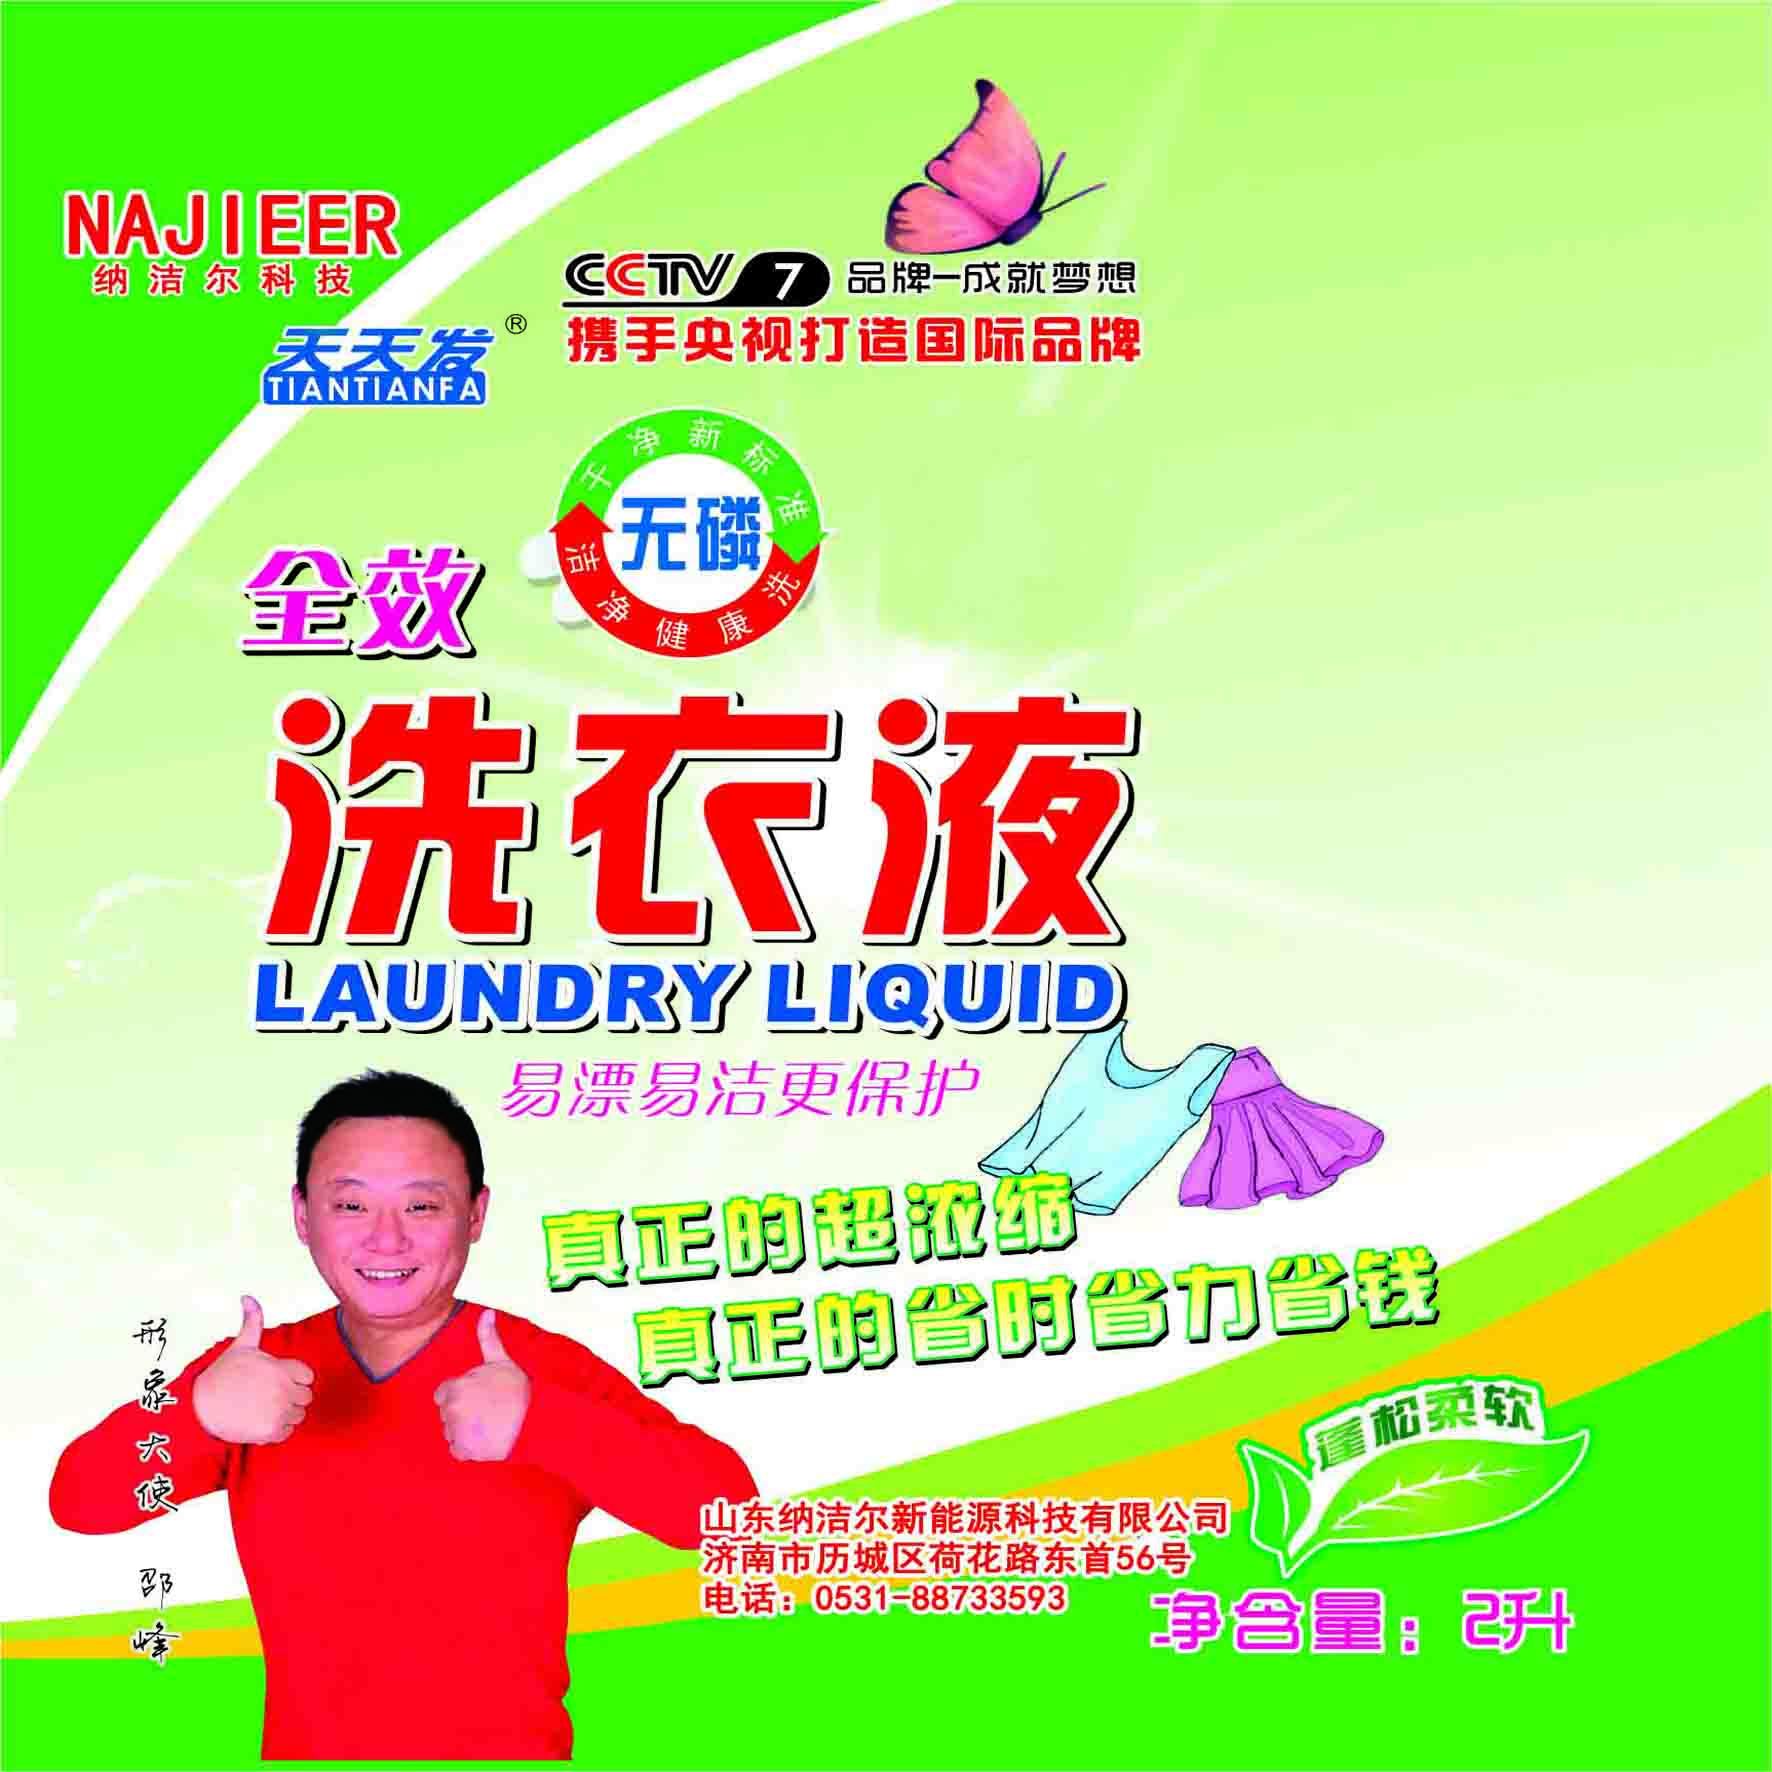 NAJIEER
纳洁尔科技
天天发®
TIANTIANFA
CCTV 7 品牌—成就梦想
携手央视打造国际品牌
干净新标准
无磷
洁净健康洗
全效
洗衣液
LAUNDRY LIQUID
易漂易洁更保护
真正的超浓缩
真正的省时省力省钱
形象大使 邵峰
蓬松柔软
山东纳洁尔新能源科技有限公司
济南市历城区荷花路东首56号
电话：0531-88733593
净含量：2升